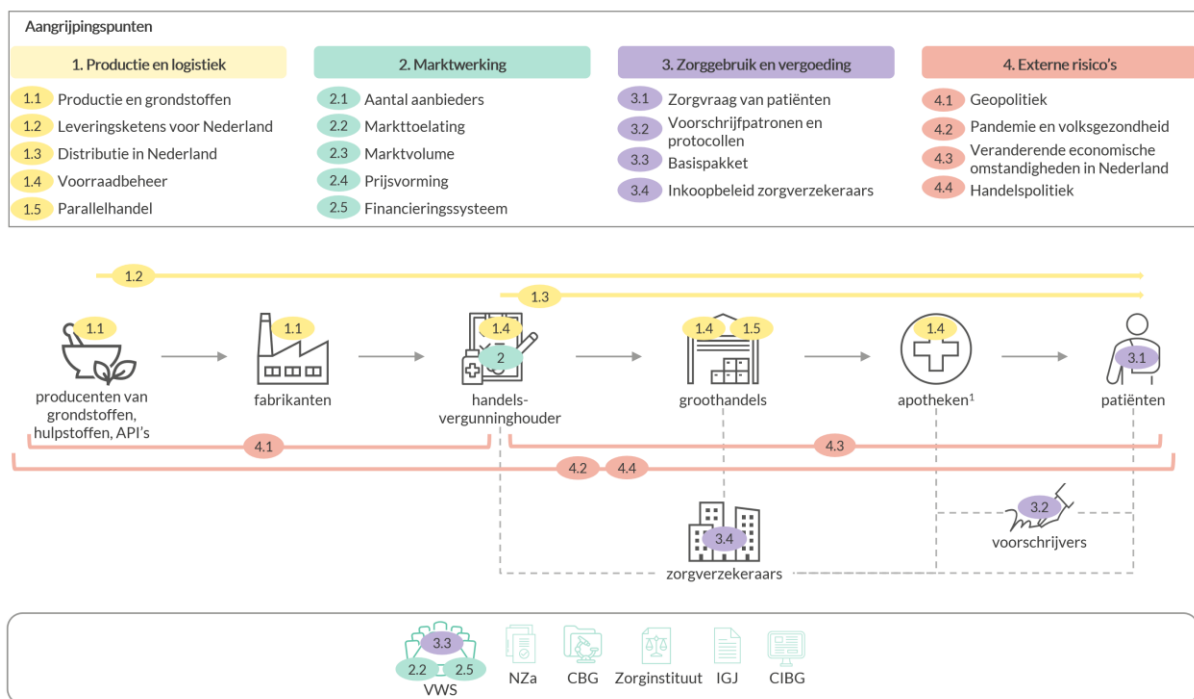 Aangrijpingspunten
1. Productie en logistiek
1.1 Productie en grondstoffen
1.2 Leveringsketens voor Nederland
1.3 Distributie in Nederland
1.4 Voorraadbeheer
1.5 Parallelhandel
2. Marktwerking
2.1 Aantal aanbieders
2.2 Markttoelating
2.3 Marktvolume
2.4 Prijsvorming
2.5 Financieringssysteem
3. Zorggebruik en vergoeding
3.1 Zorgvraag van patiënten
3.2 Voorschrijfpatronen en
protocollen
3.3 Basispakket
3.4 Inkoopbeleid zorgverzekeraars
4. Externe risico's
4.1 Geopolitiek
4.2 Pandemie en volksgezondheid
4.3 Veranderende economische
omstandigheden in Nederland
4.4 Handelspolitiek
1.2
1.3
1.1
1.1
1.4
2
1.4 1.5
1.4
3.1
producenten van
grondstoffen,
hulpstoffen, API's
fabrikanten
handels-
vergunninghouder
groothandels
apotheken¹
patiënten
4.1
4.3
4.2 4.4
3.2
voorschrijvers
3.4
zorgverzekeraars
3.3
2.2 2.5
VWS
NZa
CBG
Zorginstituut
IGJ
CIBG